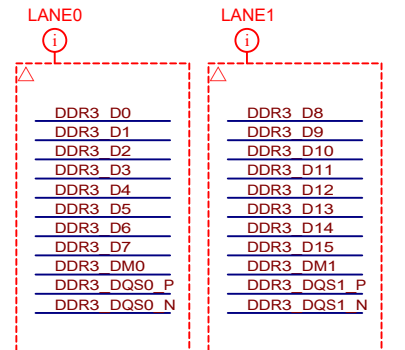 LANE0
i
DDR3_D0
DDR3_D1
DDR3_D2
DDR3_D3
DDR3_D4
DDR3_D5
DDR3_D6
DDR3_D7
DDR3_DM0
DDR3_DQS0_P
DDR3_DQS0_N
LANE1
i
DDR3_D8
DDR3_D9
DDR3_D10
DDR3_D11
DDR3_D12
DDR3_D13
DDR3_D14
DDR3_D15
DDR3_DM1
DDR3_DQS1_P
DDR3_DQS1_N